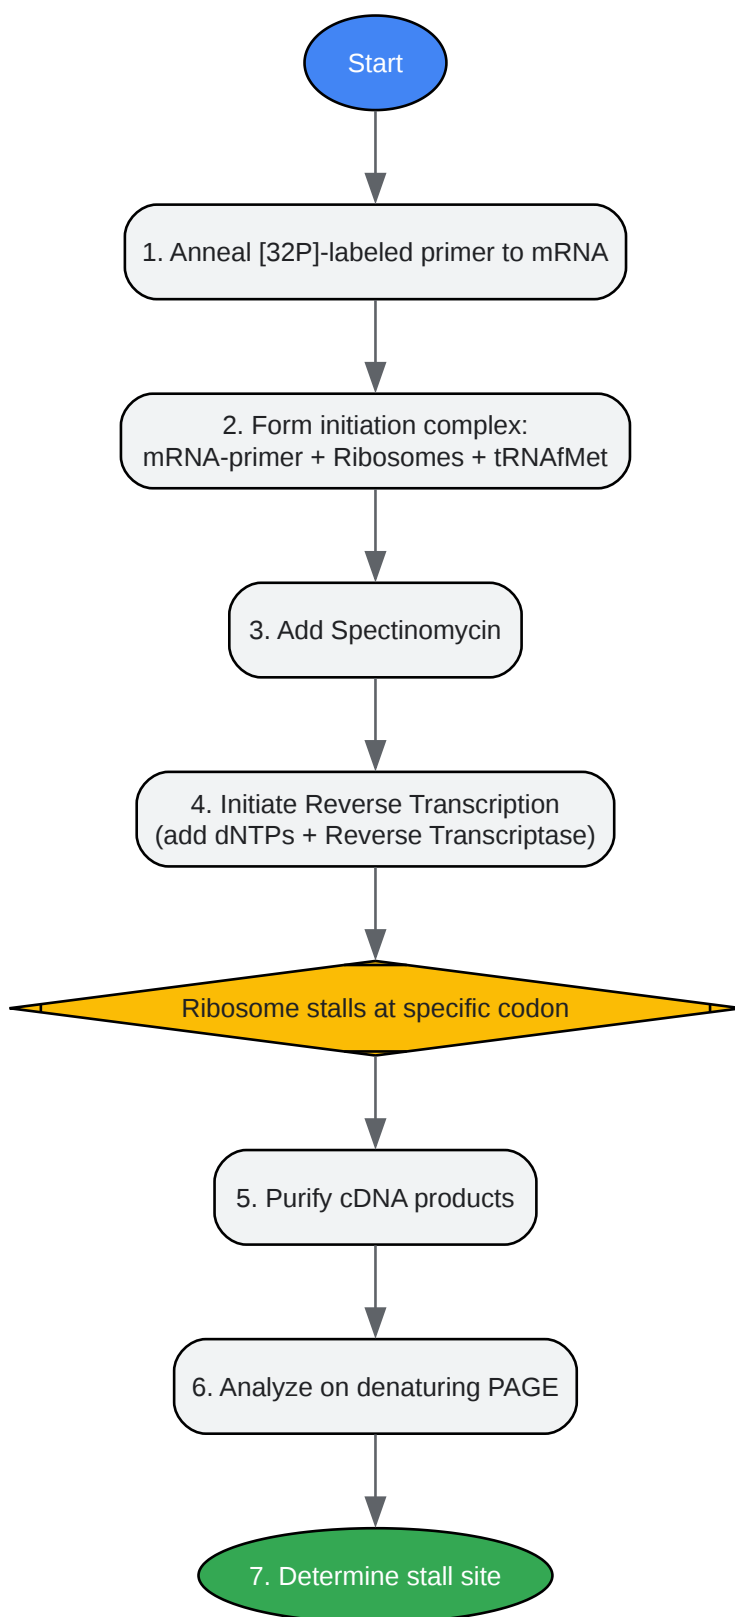 Start
1. Anneal [32P]-labeled primer to mRNA
2. Form initiation complex:
mRNA-primer + Ribosomes + tRNAfMet
3. Add Spectinomycin
4. Initiate Reverse Transcription
(add dNTPs + Reverse Transcriptase)
Ribosome stalls at specific codon
5. Purify cDNA products
6. Analyze on denaturing PAGE
7. Determine stall site